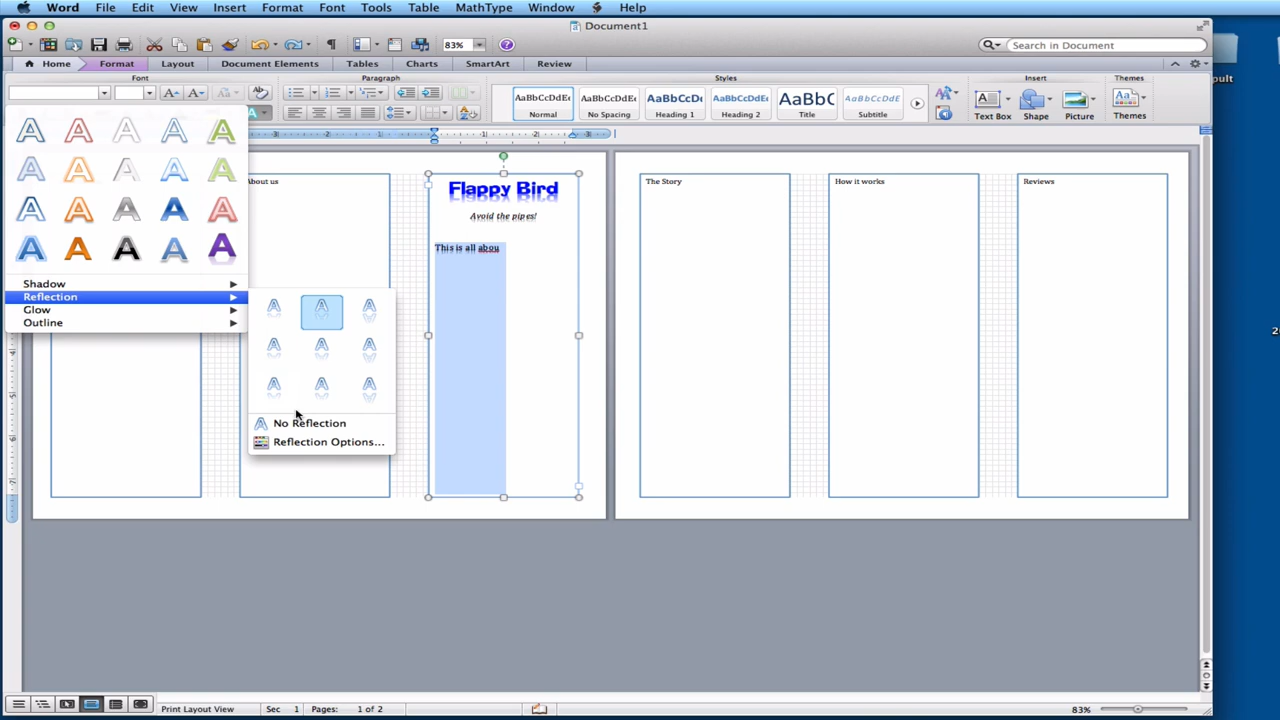 Word File Edit View Insert Format Font Tools Table MathType Window Help
Document1
83% Search in Document
Home Format Layout Document Elements Tables Charts SmartArt Review
Font Paragraph Styles Insert Themes
AaBbCcDdEe AaBbCcDdEe AaBbCcDc AaBbCcDdEe AaBbC AaBbCcDdEe Aa
Normal No Spacing Heading 1 Heading 2 Title Subtitle Text Box Shape Picture Themes
About us
Flappy Bird
Avoid the pipes!
This is all abou
The Story
How it works
Reviews
Shadow
Reflection
Glow
Outline
No Reflection
Reflection Options...
Print Layout View Sec 1 Pages: 1 of 2 83%